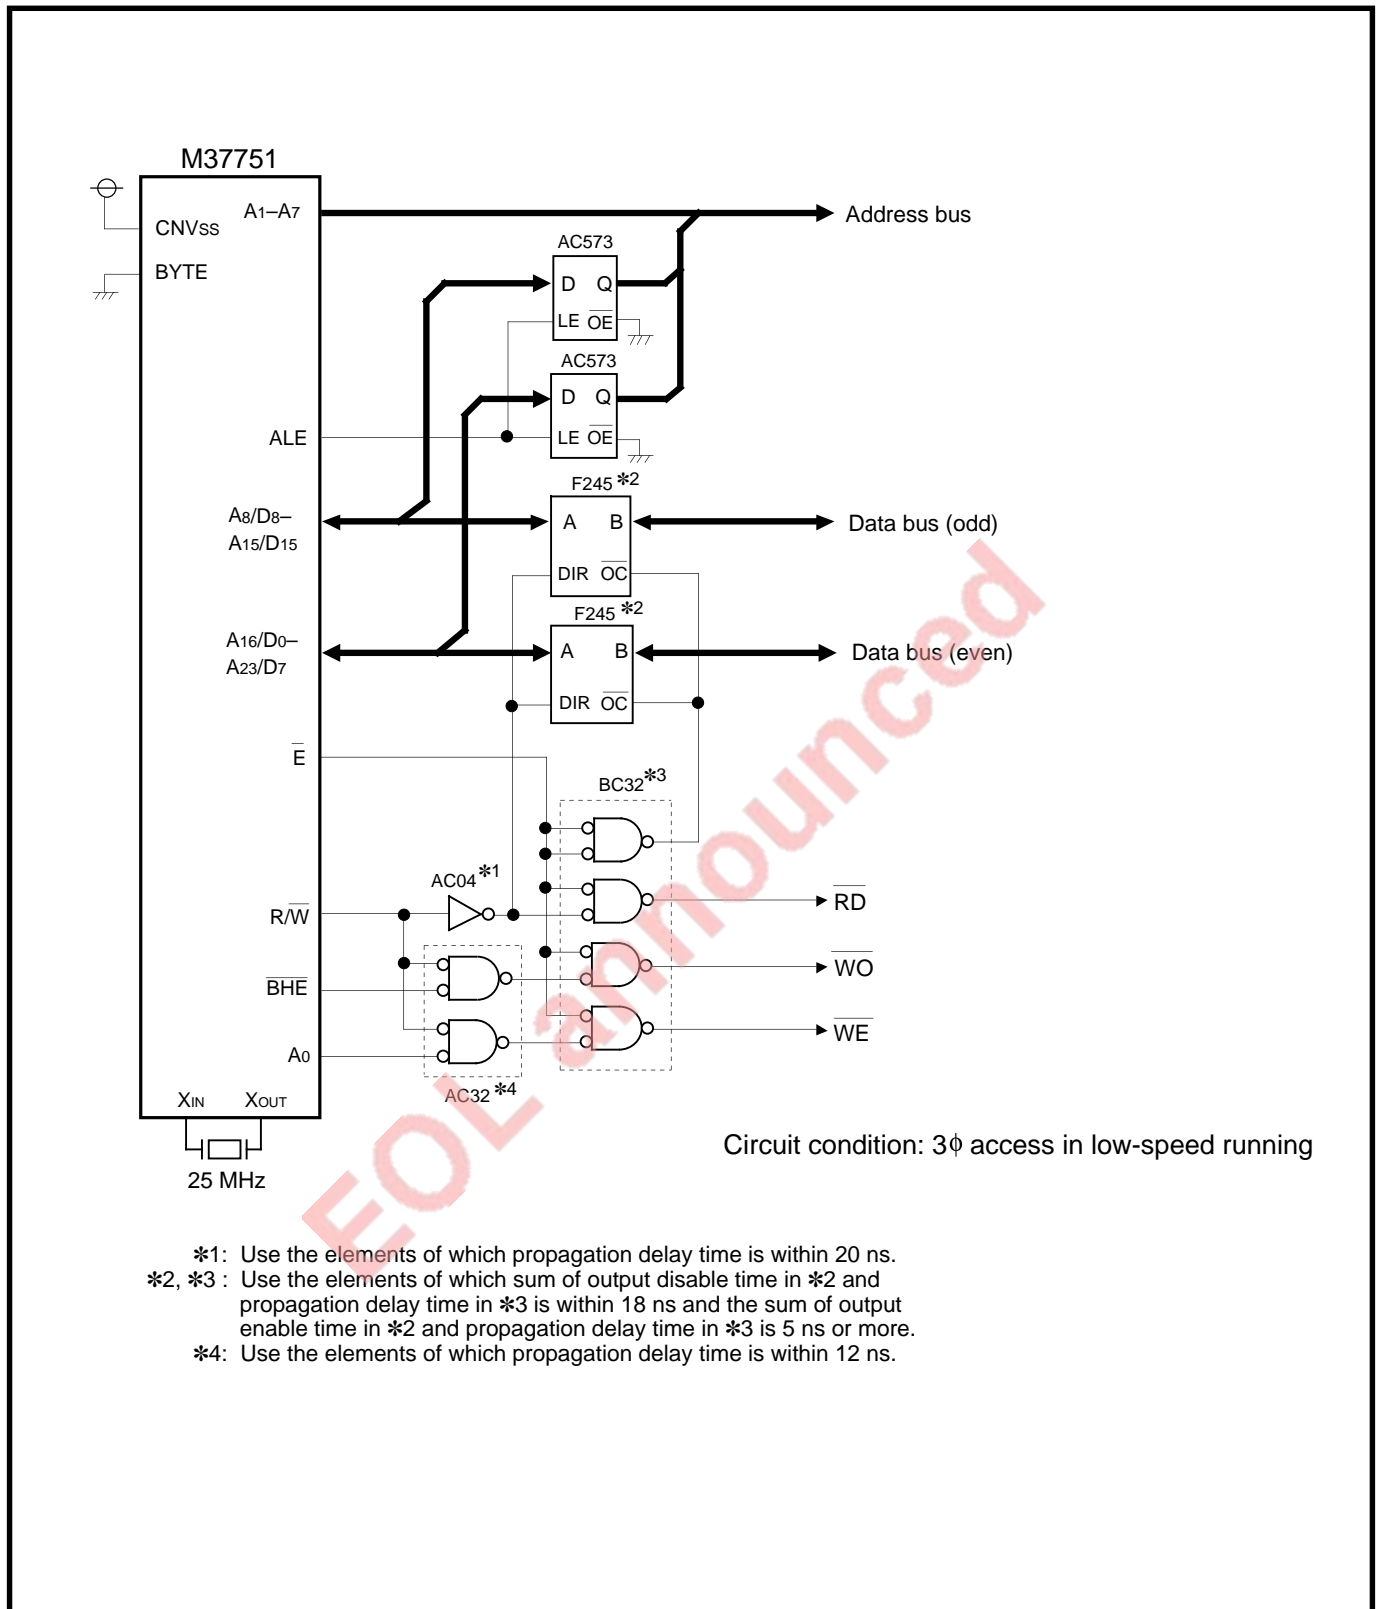 M37751
CNVSS
A1–A7
Address bus
BYTE
AC573
D Q
LE OE
AC573
D Q
ALE
LE OE
F245 *2
A8/D8–
A15/D15
A B
Data bus (odd)
DIR OC
F245 *2
A16/D0–
A23/D7
A B
Data bus (even)
DIR OC
E
BC32*3
AC04*1
R/W
RD
BHE
WO
A0
WE
AC32*4
XIN XOUT
25 MHz
Circuit condition: 3ϕ access in low-speed running
*1: Use the elements of which propagation delay time is within 20 ns.
*2, *3 : Use the elements of which sum of output disable time in *2 and
propagation delay time in *3 is within 18 ns and the sum of output
enable time in *2 and propagation delay time in *3 is 5 ns or more.
*4: Use the elements of which propagation delay time is within 12 ns.
EOL announced